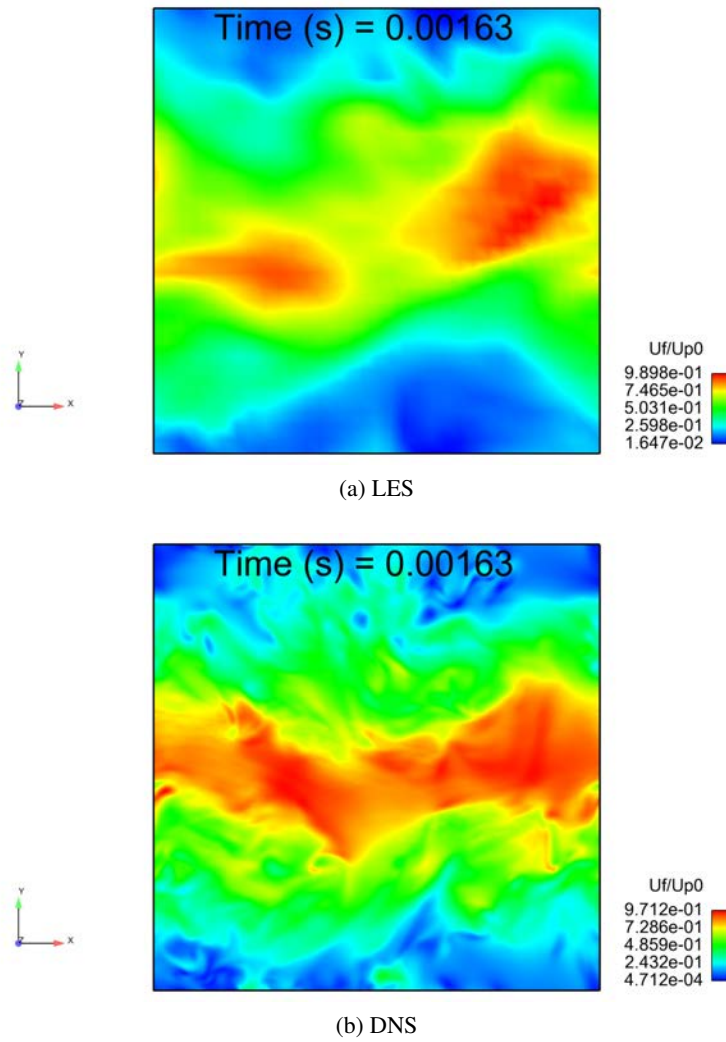 Time (s) = 0.00163
Uf/Up0
9.898e-01
7.465e-01
5.031e-01
2.598e-01
1.647e-02
Y
X
Z
(a) LES
Time (s) = 0.00163
Uf/Up0
9.712e-01
7.286e-01
4.859e-01
2.432e-01
4.712e-04
Y
X
Z
(b) DNS